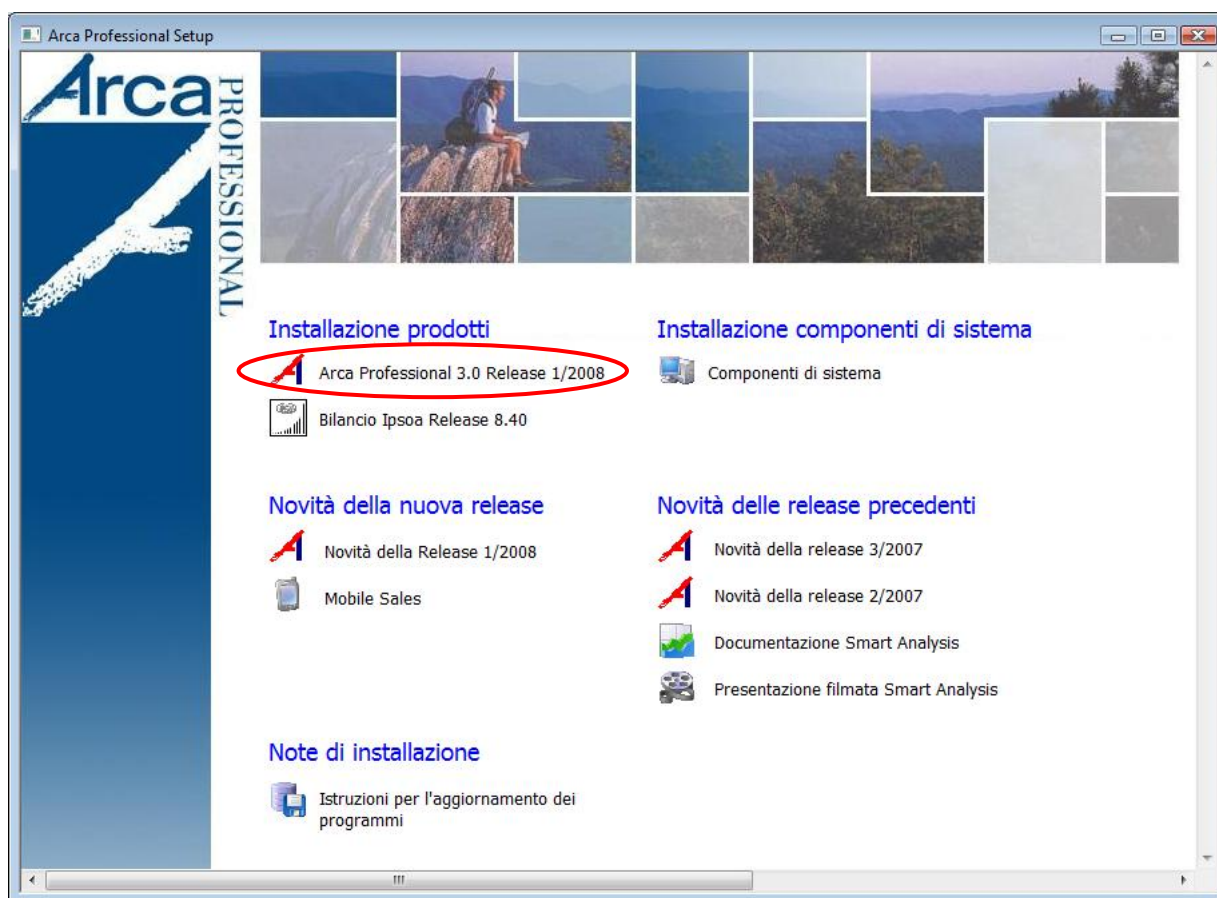 Arca Professional Setup
Arca
PROFESSIONAL
Installazione prodotti
Arca Professional 3.0 Release 1/2008
Bilancio Ipsoa Release 8.40
Installazione componenti di sistema
Componenti di sistema
Novità della nuova release
Novità della Release 1/2008
Mobile Sales
Novità delle release precedenti
Novità della release 3/2007
Novità della release 2/2007
Documentazione Smart Analysis
Presentazione filmata Smart Analysis
Note di installazione
Istruzioni per l'aggiornamento dei
programmi